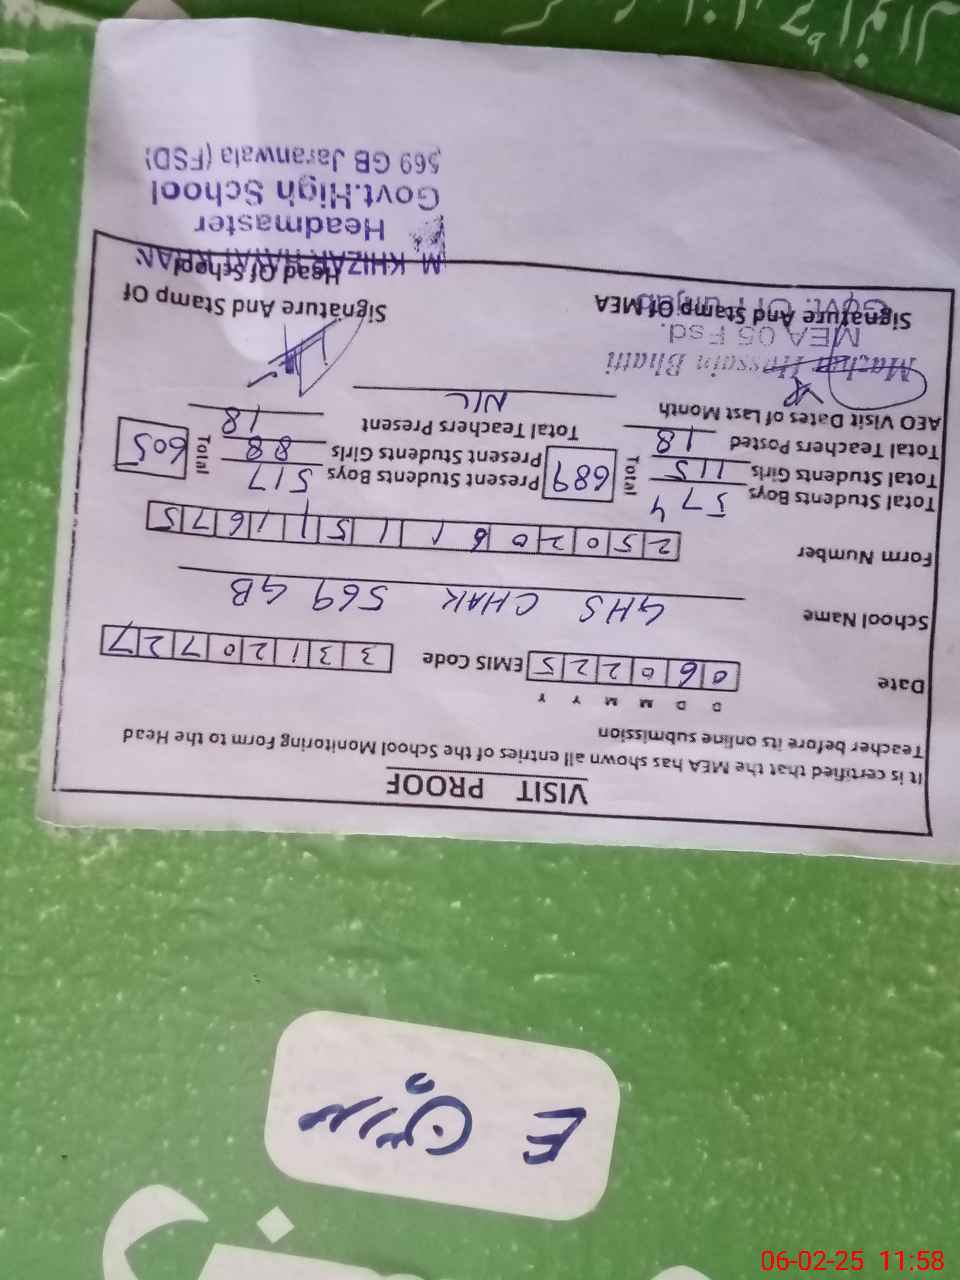 VISIT PROOF
It is certified that the MEA has shown all entries of the School Monitoring Form to the Head
Teacher before its online submission
D D M M Y Y
Date 0 6 0 2 2 5 EMIS Code 3 3 1 2 0 7 2 7
School Name GHS CHAK 569 GB
Form Number 2 5 0 2 0 6 1 1 1 5 1 1 6 7 5
Total Students Boys 574 Total 689 Present Students Boys 517 Total 605
Total Students Girls 115 Present Students Girls 88
Total Teachers Posted 18 Total Teachers Present 18
AEO Visit Dates of Last Month NIL
Mazhar Hussain Bhatti
MEA 05 Fsd.
Govt. Of Punjab
Signature And Stamp Of MEA
Signature And Stamp Of
Head Of School
M. KHIZAR HAYAT KHAN
Headmaster
Govt.High School
569 GB Jaranwala (FSD)
E
06-02-25 11:58